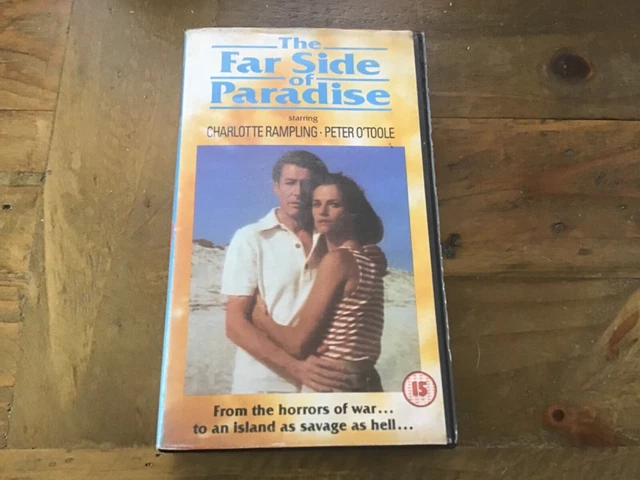 The
Far Side
of
Paradise
starring
CHARLOTTE RAMPLING · PETER O'TOOLE
15
From the horrors of war...
to an island as savage as hell...